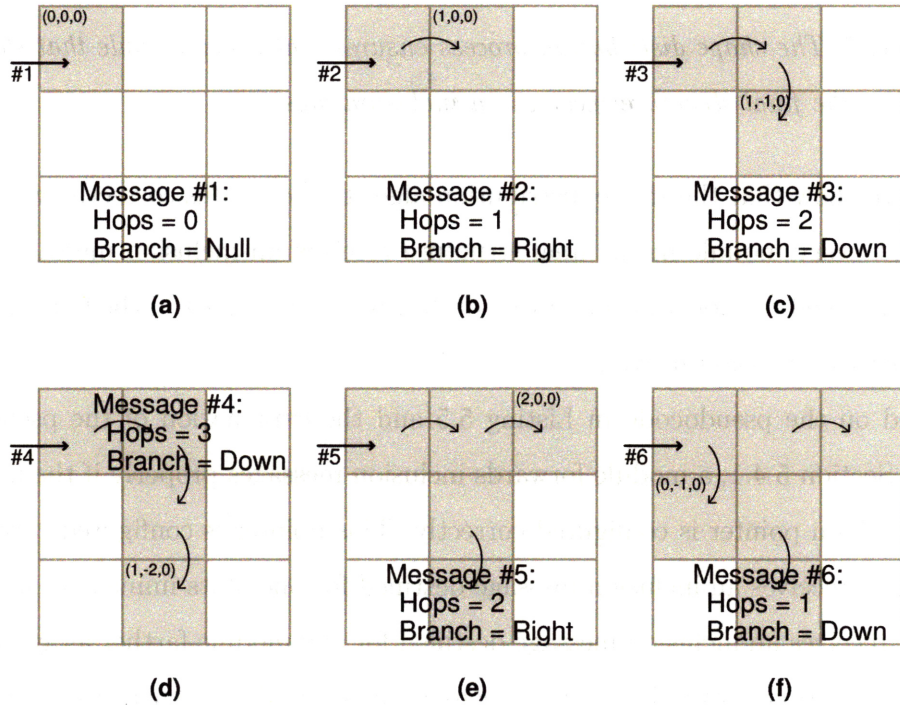 (0,0,0)
#1
Message #1:
Hops = 0
Branch = Null
(a)
(1,0,0)
#2
Message #2:
Hops = 1
Branch = Right
(b)
#3
(1,-1,0)
Message #3:
Hops = 2
Branch = Down
(c)
Message #4:
Hops = 3
Branch = Down
#4
(1,-2,0)
(d)
(2,0,0)
#5
Message #5:
Hops = 2
Branch = Right
(e)
#6
(0,-1,0)
Message #6:
Hops = 1
Branch = Down
(f)